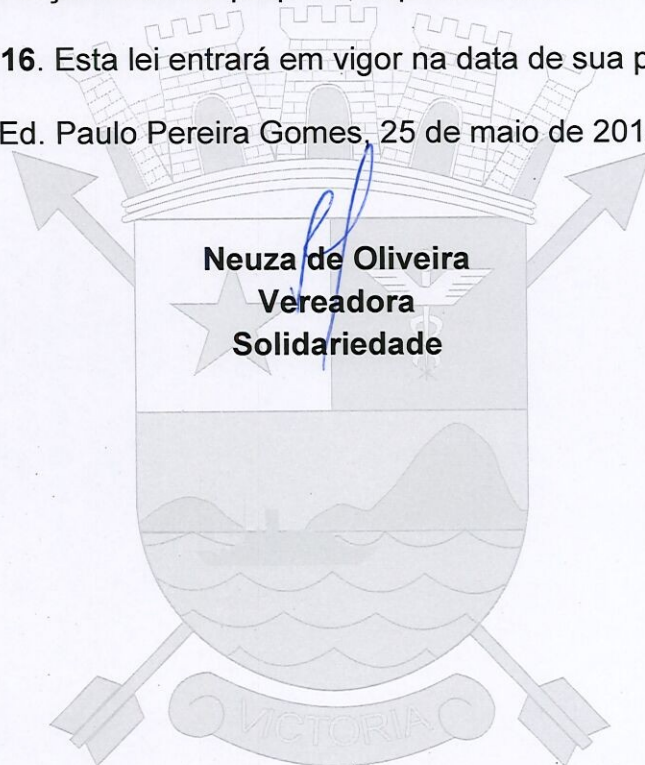 16. Esta lei entrará em vigor na data de sua p
Ed. Paulo Pereira Gomes, 25 de maio de 201
Neuza de Oliveira
Vereadora
Solidariedade
VICTORIA